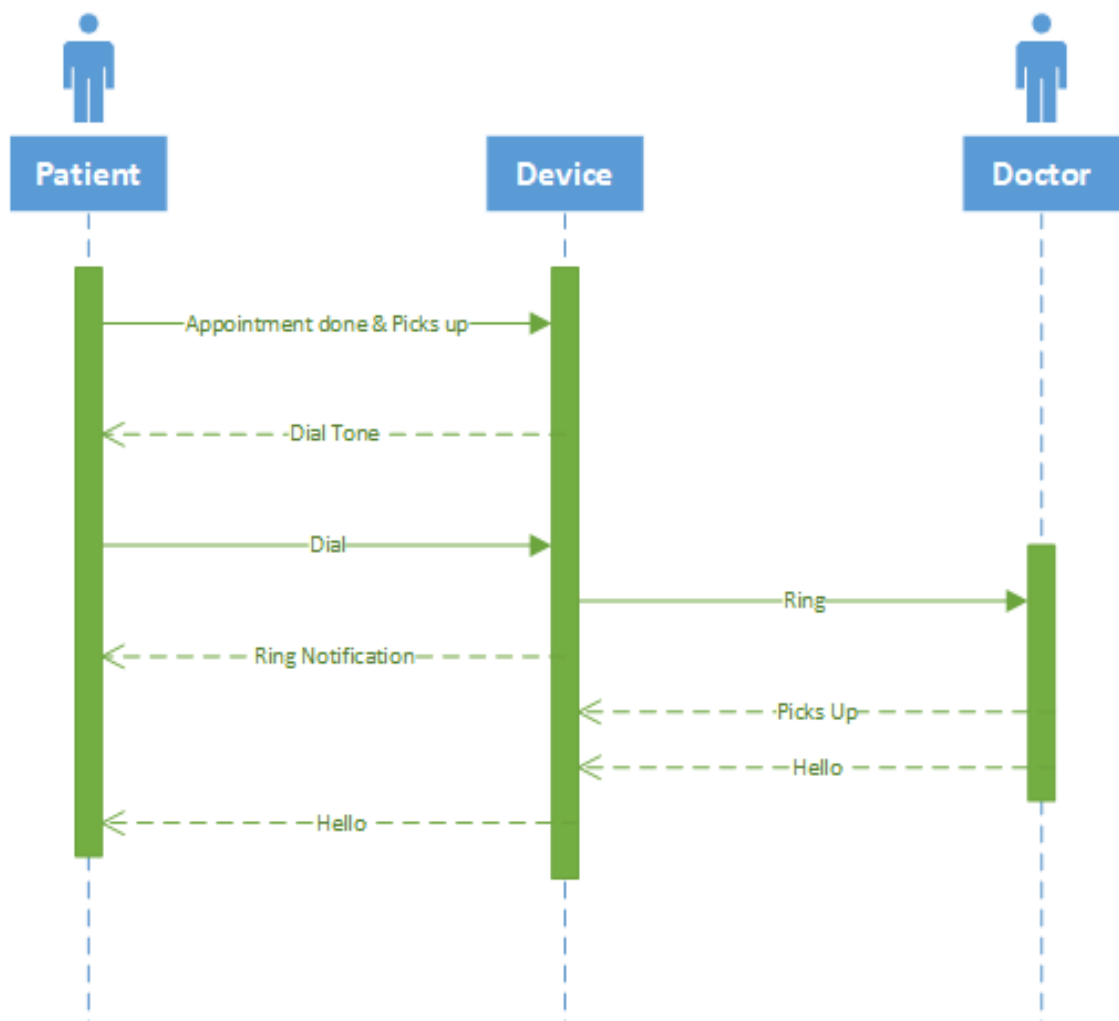 Patient
Device
Doctor
Appointment done & Picks up
Dial Tone
Dial
Ring
Ring Notification
Picks Up
Hello
Hello